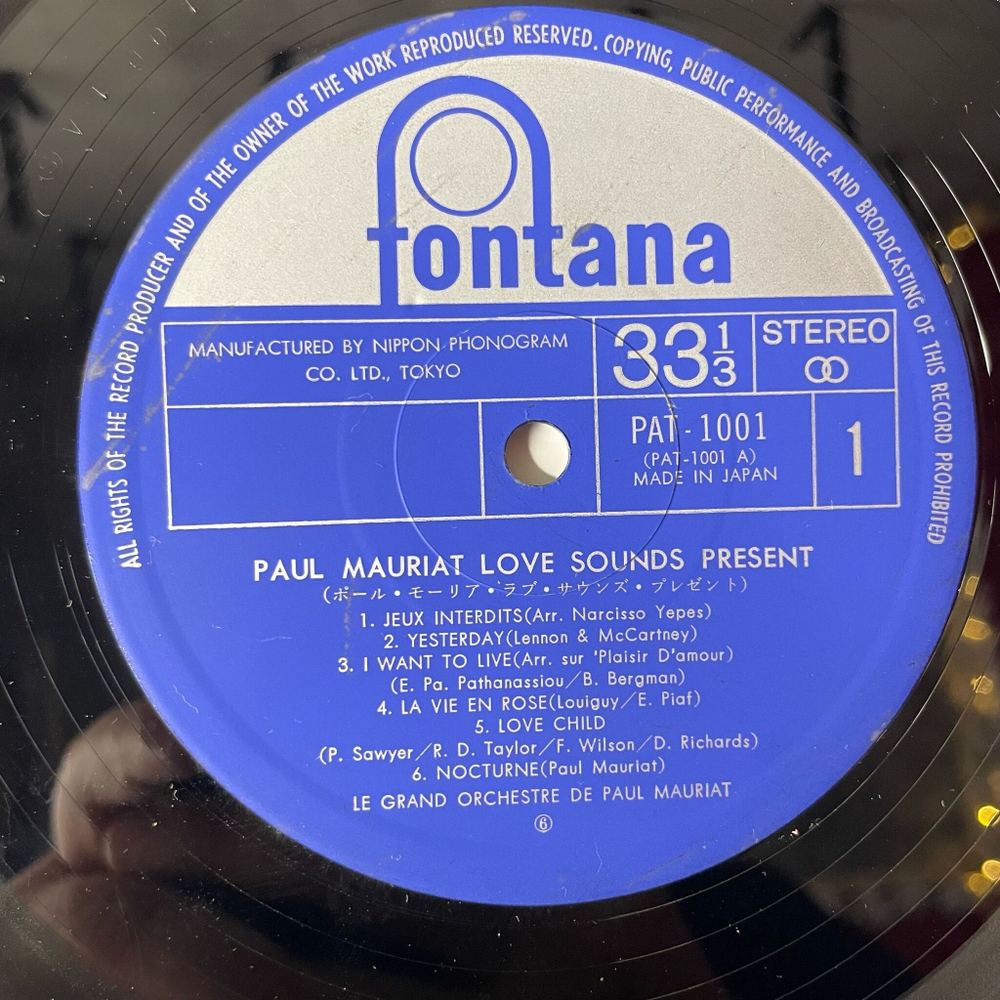 ALL RIGHTS OF THE RECORD PRODUCER AND OF THE OWNER OF THE WORK REPRODUCED RESERVED. COPYING, PUBLIC PERFORMANCE AND BROADCASTING OF THIS RECORD PROHIBITED
fontana
MANUFACTURED BY NIPPON PHONOGRAM
CO. LTD., TOKYO
33 1/3
STEREO
PAT-1001
(PAT-1001 A)
MADE IN JAPAN
1
PAUL MAURIAT LOVE SOUNDS PRESENT
(ポール・モーリア・ラブ・サウンズ・プレゼント)
1. JEUX INTERDITS(Arr. Narcisso Yepes)
2. YESTERDAY(Lennon & McCartney)
3. I WANT TO LIVE(Arr. sur 'Plaisir D'amour)
(E. Pa. Pathanassiou/B. Bergman)
4. LA VIE EN ROSE(Louiguy/E. Piaf)
5. LOVE CHILD
(P. Sawyer/R. D. Taylor/F. Wilson/D. Richards)
6. NOCTURNE(Paul Mauriat)
LE GRAND ORCHESTRE DE PAUL MAURIAT
⑥